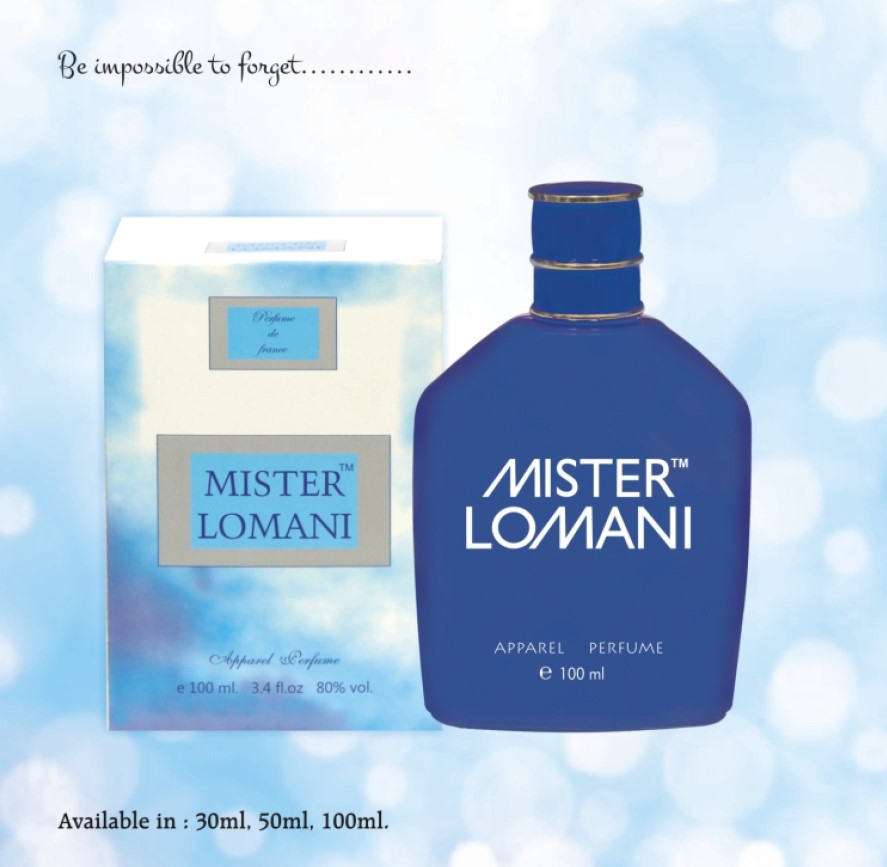 Be impossible to forget............
Perfume
de
france
MISTER™
LOMANI
Apparel Perfume
e 100 ml. 3.4 fl.oz 80% vol.
MISTER™
LOMANI
APPAREL PERFUME
e 100 ml
Available in : 30ml, 50ml, 100ml.